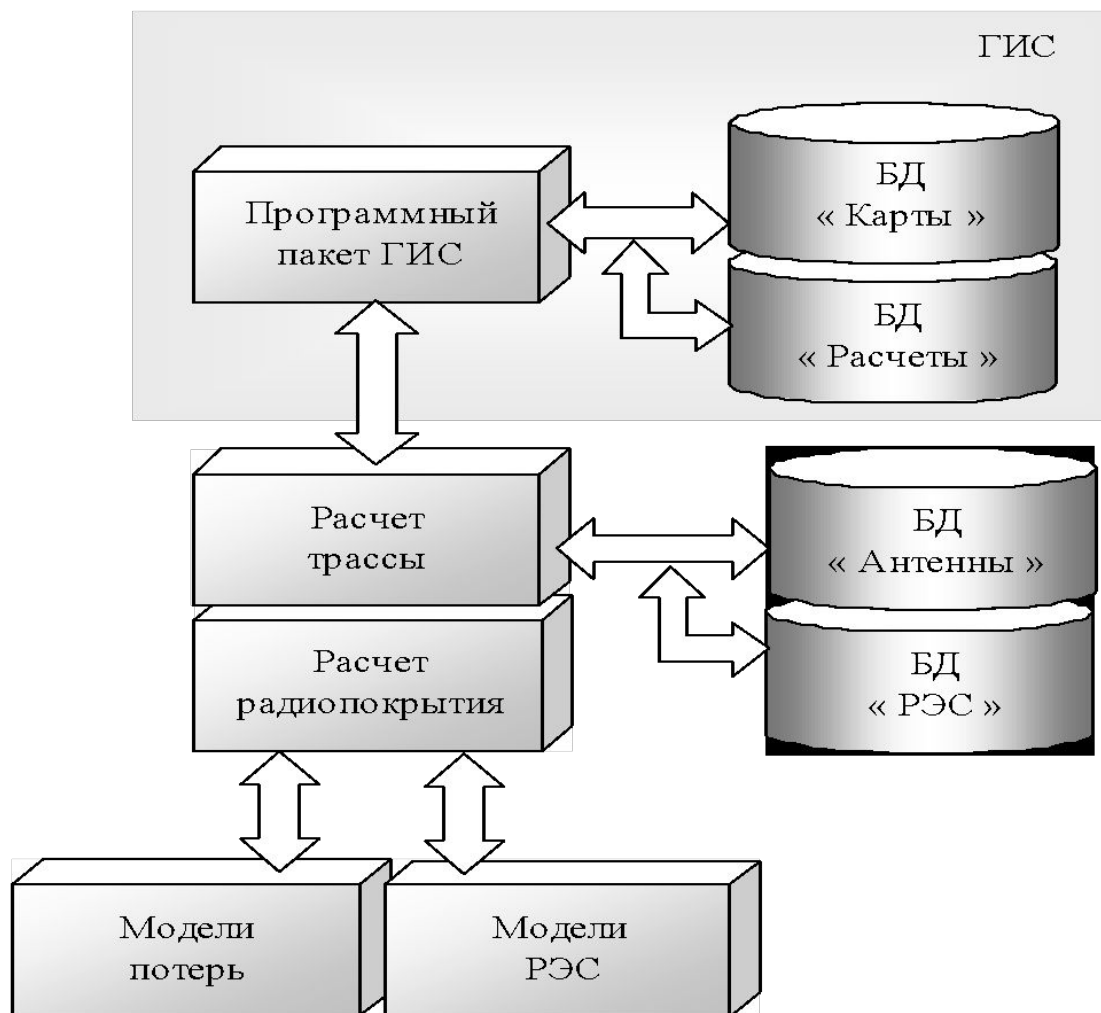 ГИС
Программный
пакет ГИС
БД
« Карты »
БД
« Расчеты »
Расчет
трассы
БД
« Антенны »
Расчет
радиопокрытия
БД
« РЭС »
Модели
потерь
Модели
РЭС